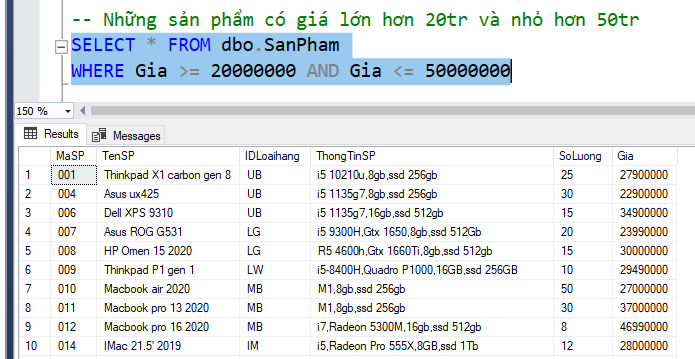 -- Những sản phẩm có giá lớn hơn 20tr và nhỏ hơn 50tr
SELECT * FROM dbo.SanPham
WHERE Gia >= 20000000 AND Gia <= 50000000
150 %
Results Messages
MaSP TenSP IDLoaihang ThongTinSP SoLuong Gia
1 001 Thinkpad X1 carbon gen 8 UB i5 10210u,8gb,ssd 256gb 25 27900000
2 004 Asus ux425 UB i5 1135g7,8gb,ssd 256gb 30 22900000
3 006 Dell XPS 9310 UB i5 1135g7,16gb,ssd 512gb 15 34900000
4 007 Asus ROG G531 LG i5 9300H,Gtx 1650,8gb,ssd 512Gb 20 23990000
5 008 HP Omen 15 2020 LG R5 4600h,Gtx 1660Ti,8gb,ssd 512gb 15 30000000
6 009 Thinkpad P1 gen 1 LW i5-8400H,Quadro P1000,16GB,ssd 256GB 10 29490000
7 010 Macbook air 2020 MB M1,8gb,ssd 256gb 50 27000000
8 011 Macbook pro 13 2020 MB M1,8gb,ssd 256gb 30 37000000
9 012 Macbook pro 16 2020 MB i7,Radeon 5300M,16gb,ssd 512gb 8 46990000
10 014 IMac 21.5' 2019 IM i5,Radeon Pro 555X,8GB,ssd 1Tb 12 28000000